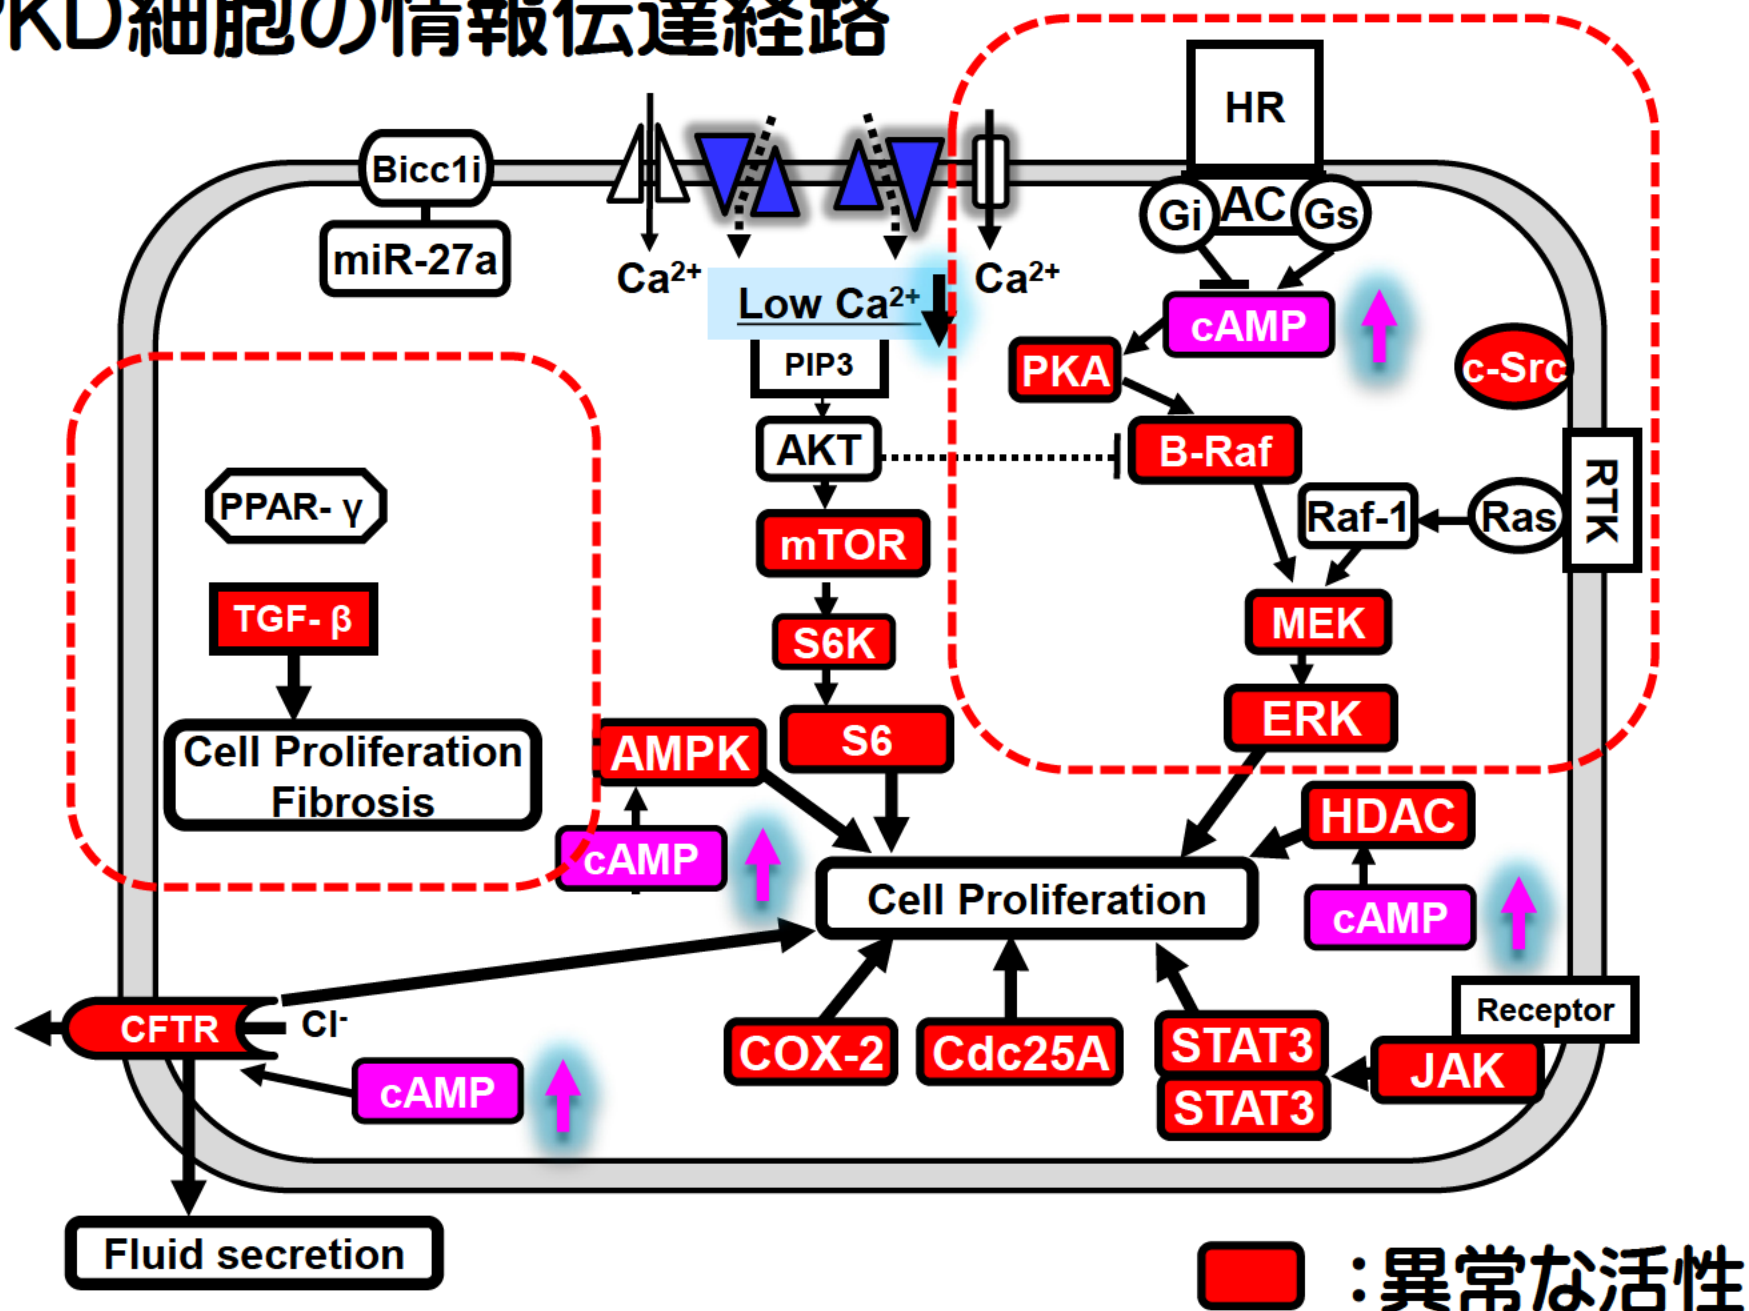 PKD細胞の情報伝達経路
HR
Bicc1i
Gi
AC
Gs
miR-27a
Ca2+
Low Ca2+
Ca2+
cAMP
PIP3
PKA
c-Src
AKT
B-Raf
PPAR- γ
Raf-1
Ras
RTK
mTOR
TGF- β
S6K
MEK
Cell Proliferation
Fibrosis
AMPK
S6
ERK
HDAC
cAMP
Cell Proliferation
cAMP
CFTR
Cl-
Receptor
COX-2
Cdc25A
STAT3
JAK
cAMP
STAT3
Fluid secretion
：異常な活性